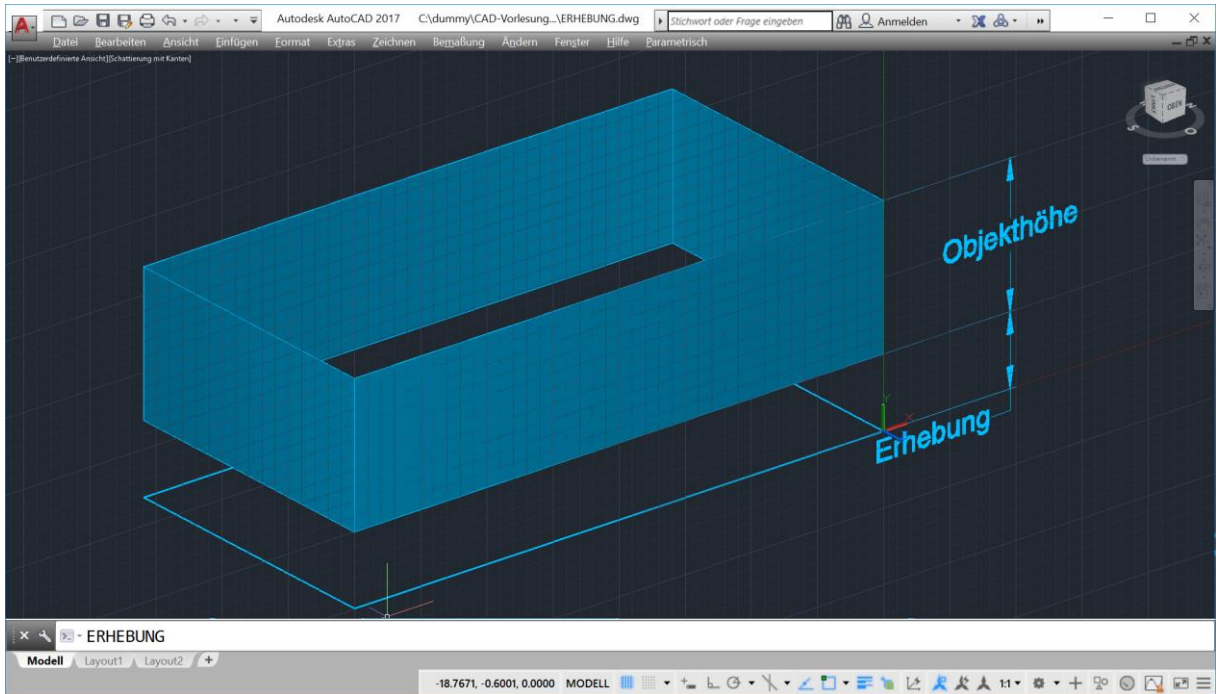 Autodesk AutoCAD 2017 C:\dummy\CAD-Vorlesung...\ERHEBUNG.dwg Stichwort oder Frage eingeben Anmelden
Datei Bearbeiten Ansicht Einfügen Format Extras Zeichnen Bemaßung Ändern Fenster Hilfe Parametrisch
[−][Benutzerdefinierte Ansicht][Schattierung mit Kanten]
OBEN
S
O
Unbenannt
Objekthöhe
Y
X
Erhebung
ERHEBUNG
Modell Layout1 Layout2 +
-18.7671, -0.6001, 0.0000 MODELL 1:1